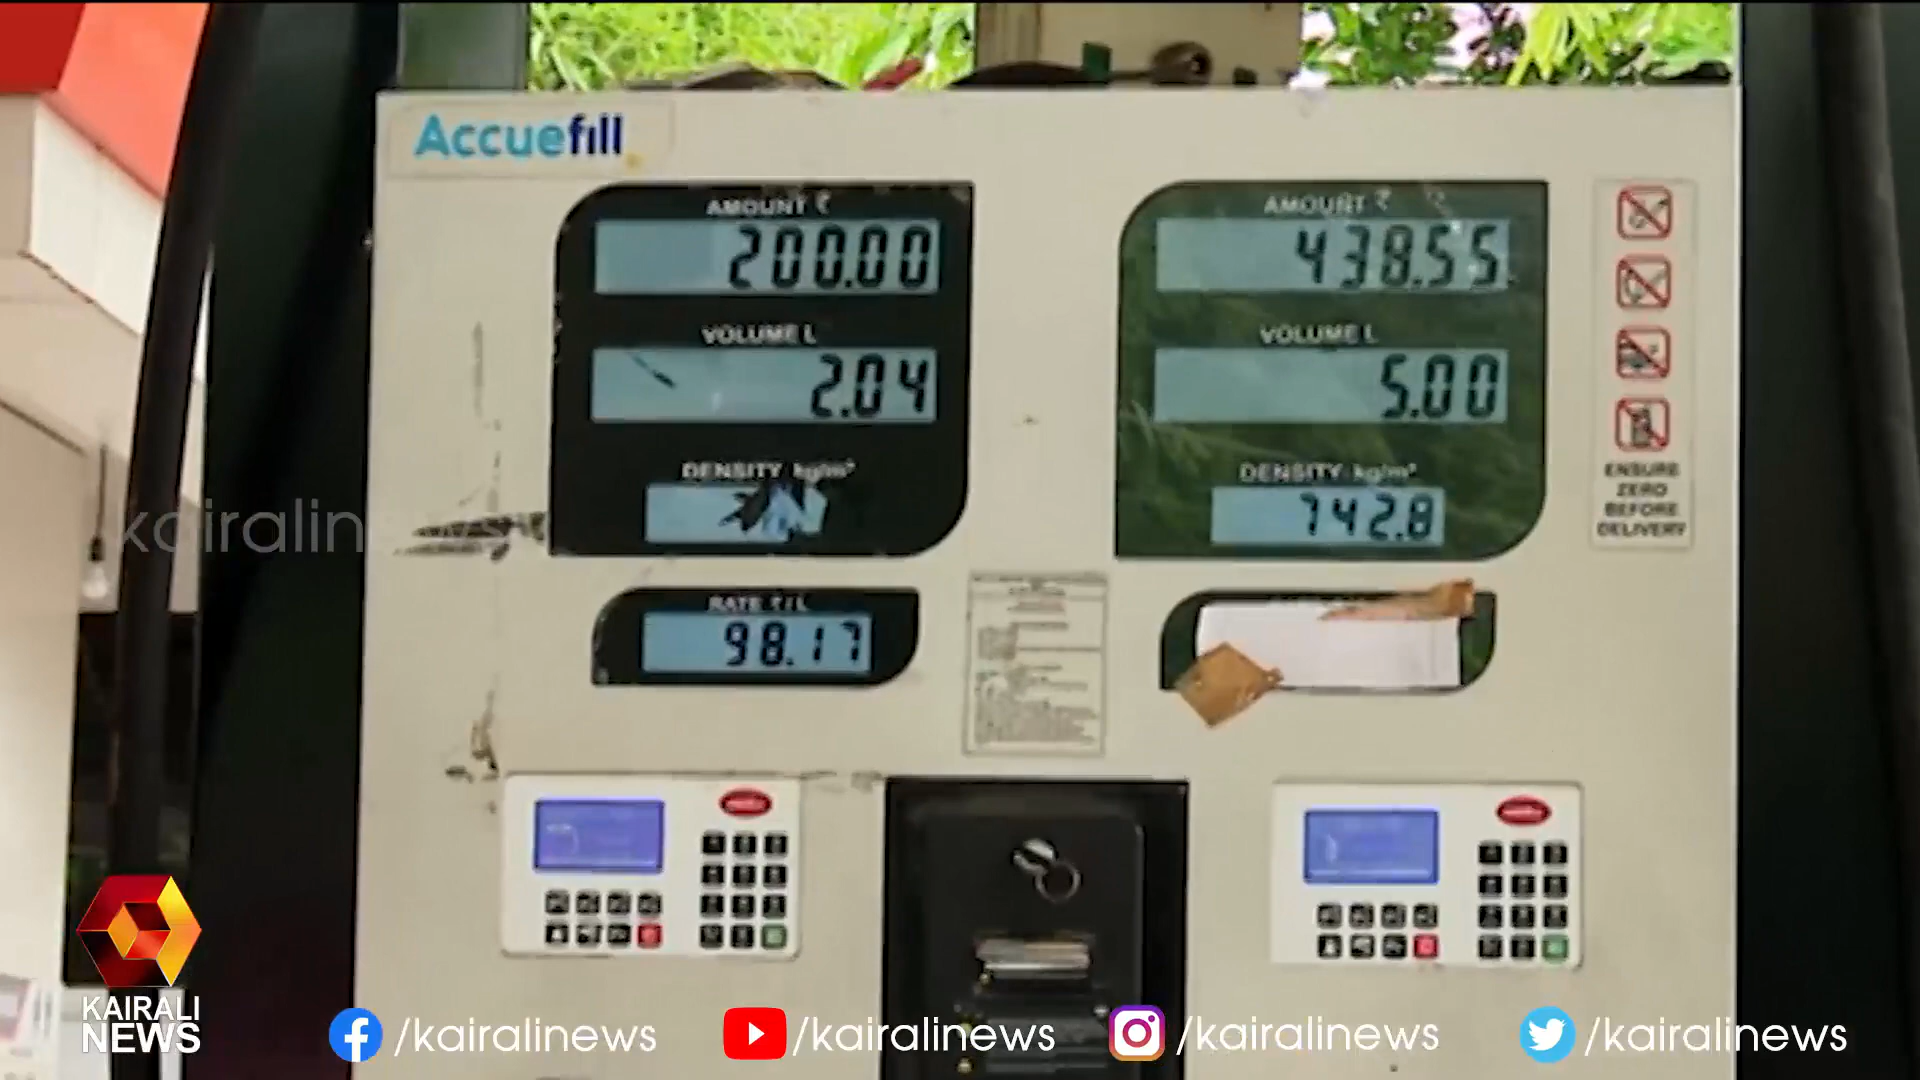 Accuefill
AMOUNT ₹
200.00
VOLUME L
2.04
DENSITY kg/m³
RATE ₹/L
98.17
AMOUNT ₹
438.55
VOLUME L
5.00
DENSITY kg/m³
742.8
ENSURE
ZERO
BEFORE
DELIVERY
kairalinews
KAIRALI
NEWS
/kairalinews
/kairalinews
/kairalinews
/kairalinews